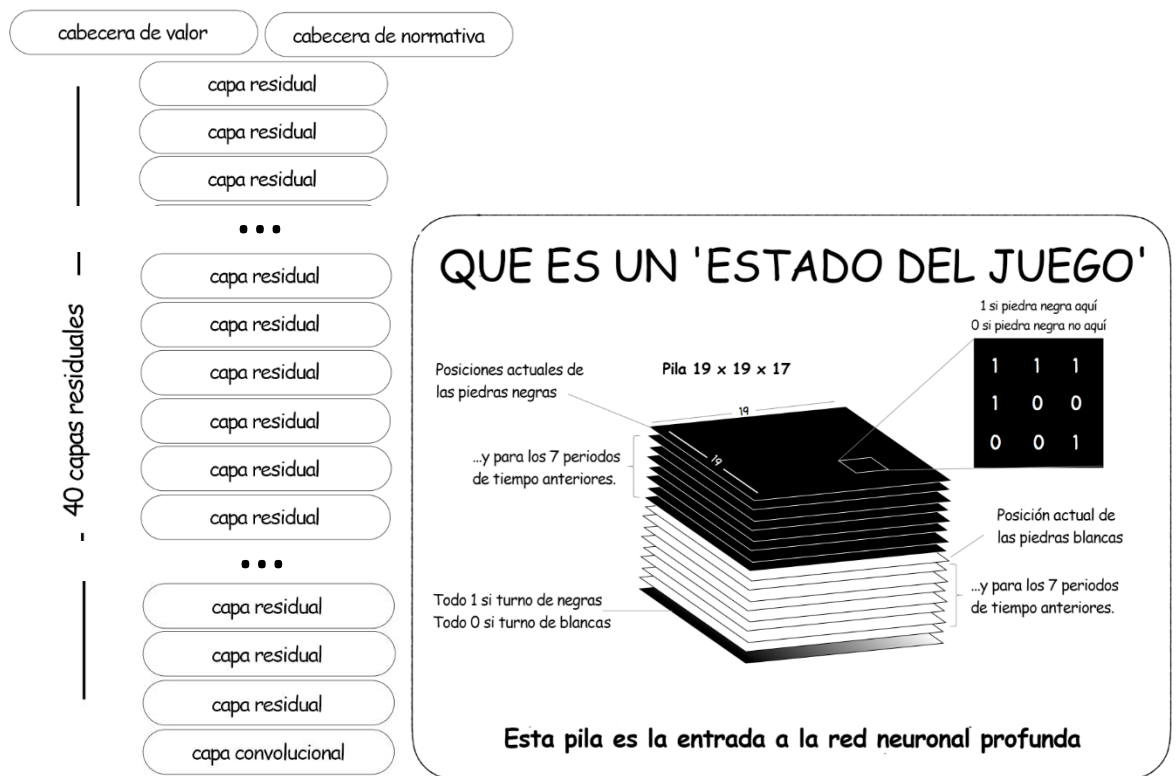 cabecera de valor
cabecera de normativa
capa residual
capa residual
capa residual
...
capa residual
capa residual
capa residual
capa residual
capa residual
capa residual
...
capa residual
capa residual
capa residual
capa convolucional
40 capas residuales
QUE ES UN 'ESTADO DEL JUEGO'
1 si piedra negra aquí
0 si piedra negra no aquí
1 1 1
1 0 0
0 0 1
Posiciones actuales de
las piedras negras
Pila 19 x 19 x 17
19
19
...y para los 7 periodos
de tiempo anteriores.
Posición actual de
las piedras blancas
...y para los 7 periodos
de tiempo anteriores.
Todo 1 si turno de negras
Todo 0 si turno de blancas
Esta pila es la entrada a la red neuronal profunda